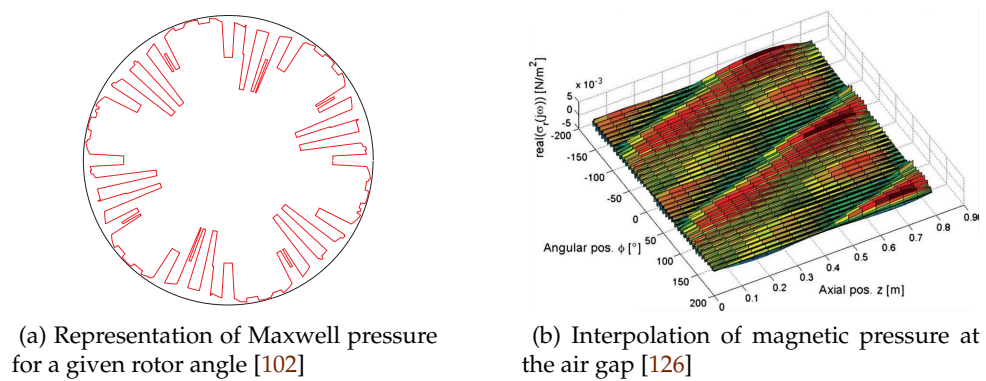 real(σr(jω)) [N/m²]
x 10⁻³
5
0
-5
-200
-150
-100
-50
0
50
100
150
200
Angular pos. ϕ [°]
0
0.1
0.2
0.3
0.4
0.5
0.6
0.7
0.8
0.90
Axial pos. z [m]
(a) Representation of Maxwell pressure
for a given rotor angle [102]
(b) Interpolation of magnetic pressure at
the air gap [126]